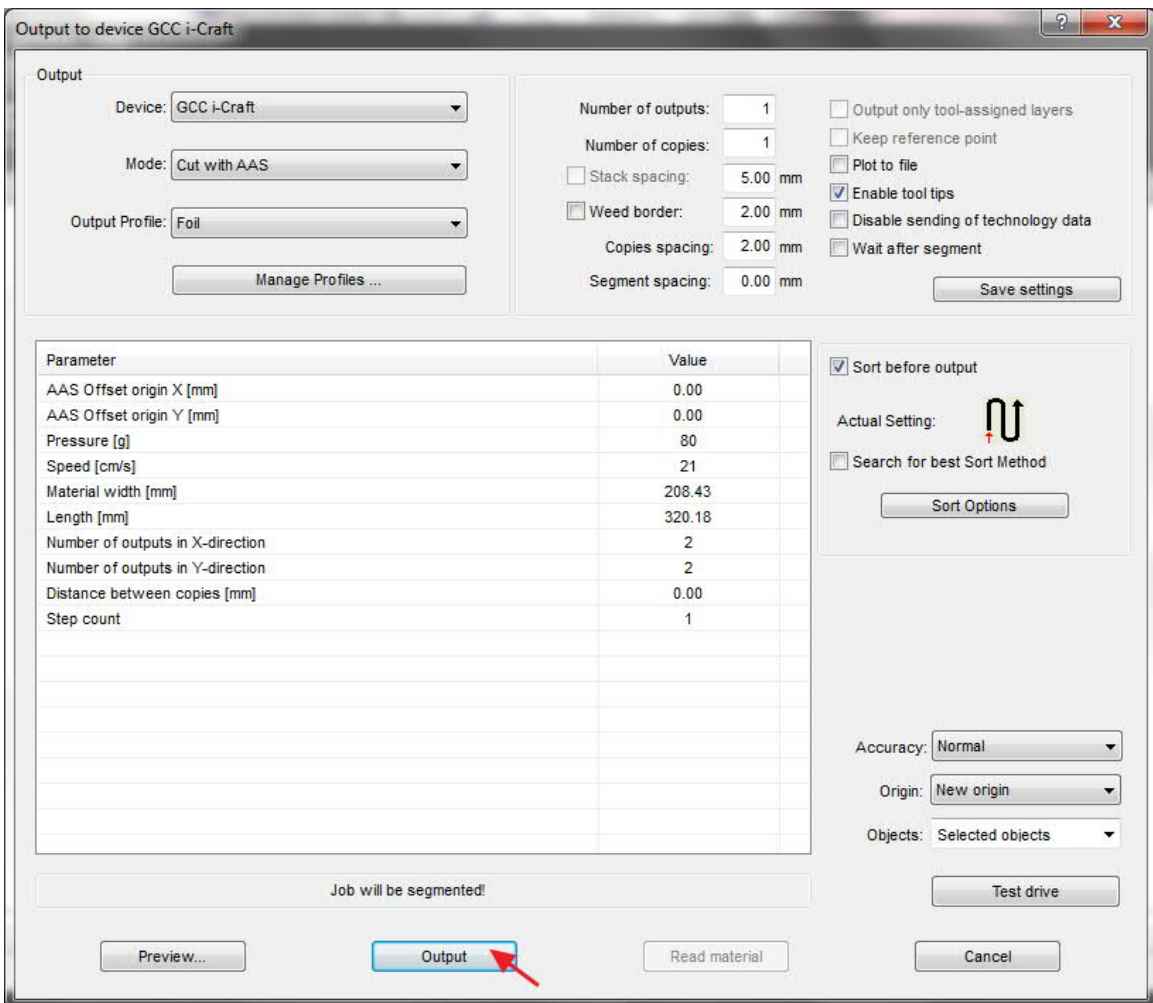 Output to device GCC i-Craft
Output
Device: GCC i-Craft
Mode: Cut with AAS
Output Profile: Foil
Manage Profiles ...
Number of outputs: 1
Number of copies: 1
Stack spacing: 5.00 mm
Weed border: 2.00 mm
Copies spacing: 2.00 mm
Segment spacing: 0.00 mm
Output only tool-assigned layers
Keep reference point
Plot to file
Enable tool tips
Disable sending of technology data
Wait after segment
Save settings
Parameter Value
AAS Offset origin X [mm] 0.00
AAS Offset origin Y [mm] 0.00
Pressure [g] 80
Speed [cm/s] 21
Material width [mm] 208.43
Length [mm] 320.18
Number of outputs in X-direction 2
Number of outputs in Y-direction 2
Distance between copies [mm] 0.00
Step count 1
Sort before output
Actual Setting:
Search for best Sort Method
Sort Options
Accuracy: Normal
Origin: New origin
Objects: Selected objects
Job will be segmented!
Test drive
Preview...
Output
Read material
Cancel